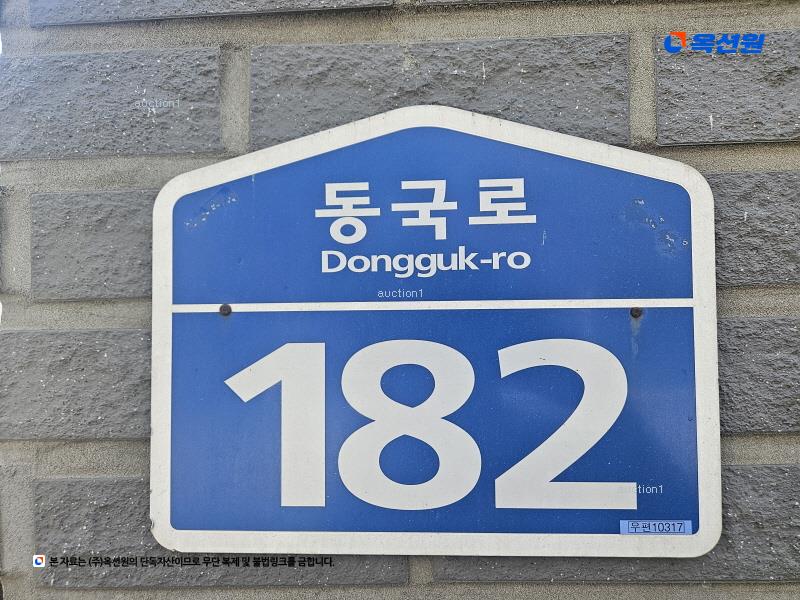 옥션원
auction1
동국로
Dongguk-ro
auction1
182
auction1
우편10317
본 자료는 (주)옥션원의 단독자산이므로 무단 복제 및 불법링크를 금합니다.